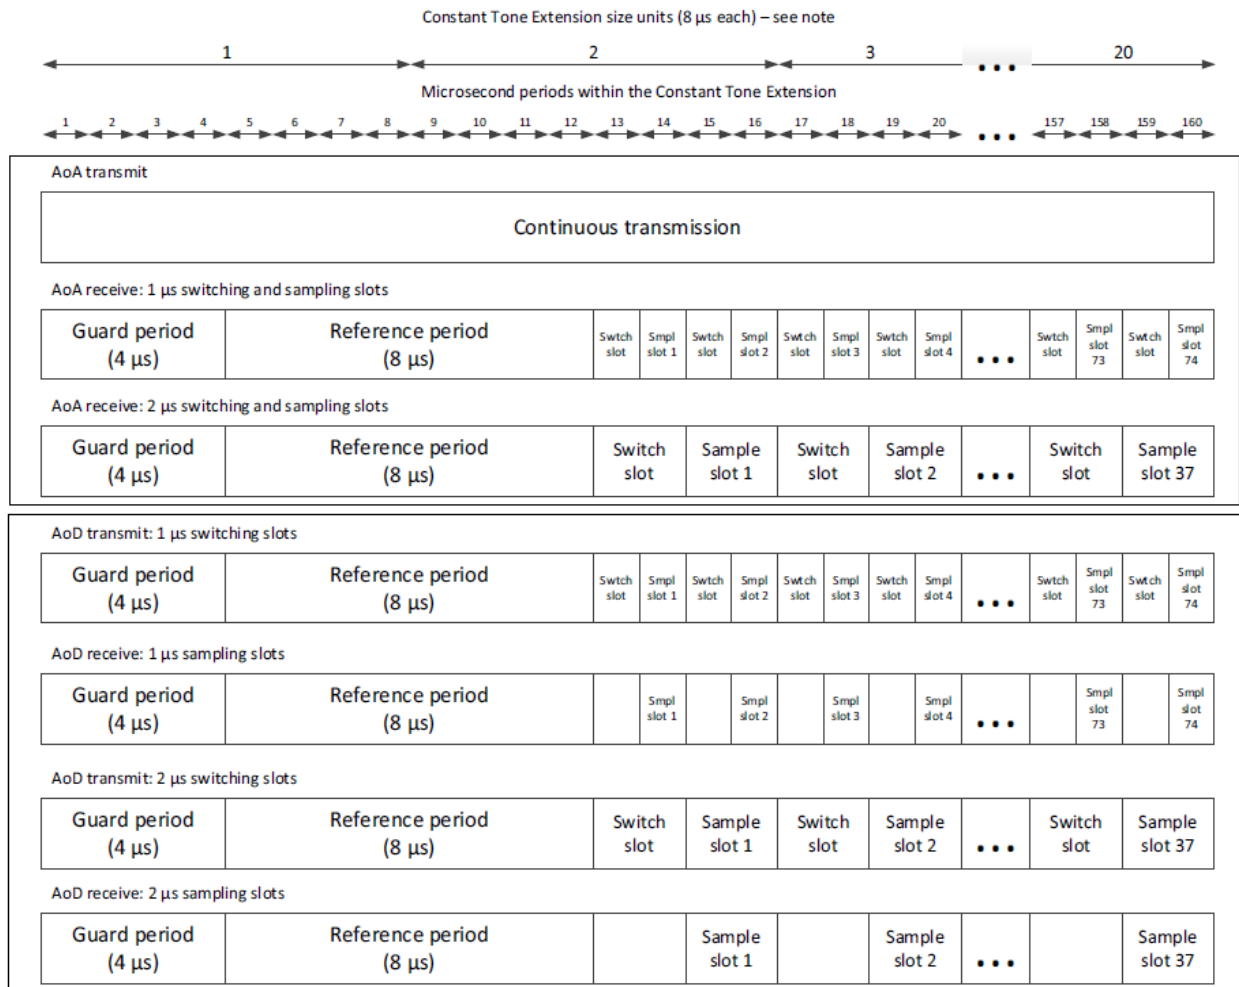 Constant Tone Extension size units (8 µs each) – see note
1 2 3 ... 20
Microsecond periods within the Constant Tone Extension
1 2 3 4 5 6 7 8 9 10 11 12 13 14 15 16 17 18 19 20 ... 157 158 159 160
AoA transmit
Continuous transmission
AoA receive: 1 µs switching and sampling slots
Guard period Reference period Swtch Smpl Swtch Smpl Swtch Smpl Swtch Smpl Swtch Smpl Swtch Smpl
(4 µs) (8 µs) slot slot 1 slot slot 2 slot slot 3 slot slot 4 ... slot slot slot slot
73 74
AoA receive: 2 µs switching and sampling slots
Guard period Reference period Switch Sample Switch Sample Switch Sample
(4 µs) (8 µs) slot slot 1 slot slot 2 ... slot slot 37
AoD transmit: 1 µs switching slots
Guard period Reference period Swtch Smpl Swtch Smpl Swtch Smpl Swtch Smpl Swtch Smpl Swtch Smpl
(4 µs) (8 µs) slot slot 1 slot slot 2 slot slot 3 slot slot 4 ... slot slot slot slot
73 74
AoD receive: 1 µs sampling slots
Guard period Reference period Smpl Smpl Smpl Smpl Smpl Smpl
(4 µs) (8 µs) slot 1 slot 2 slot 3 slot 4 ... slot slot
73 74
AoD transmit: 2 µs switching slots
Guard period Reference period Switch Sample Switch Sample Switch Sample
(4 µs) (8 µs) slot slot 1 slot slot 2 ... slot slot 37
AoD receive: 2 µs sampling slots
Guard period Reference period Sample Sample Sample
(4 µs) (8 µs) slot 1 slot 2 ... slot 37